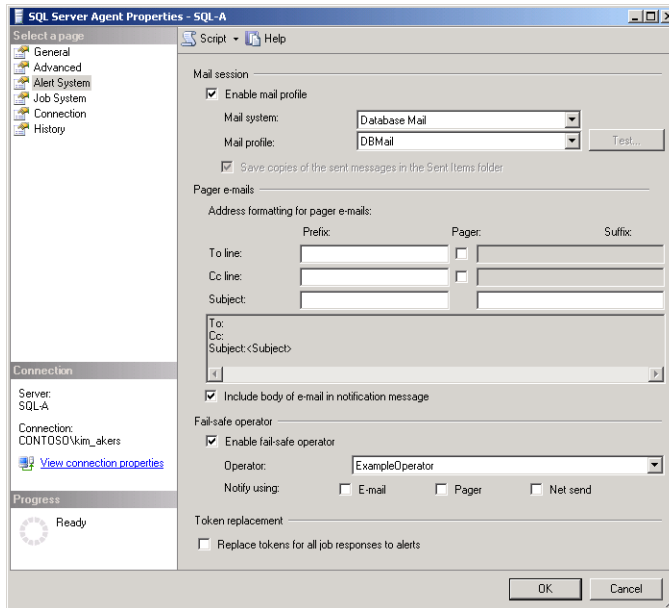 SQL Server Agent Properties - SQL-A
Select a page
General
Advanced
Alert System
Job System
Connection
History
Script Help
Mail session
Enable mail profile
Mail system: Database Mail
Mail profile: DBMail Test...
Save copies of the sent messages in the Sent Items folder
Pager e-mails
Address formatting for pager e-mails:
Prefix: Pager: Suffix:
To line:
Cc line:
Subject:
To:
Cc:
Subject:<Subject>
Include body of e-mail in notification message
Fail-safe operator
Enable fail-safe operator
Operator: ExampleOperator
Notify using: E-mail Pager Net send
Token replacement
Replace tokens for all job responses to alerts
Connection
Server:
SQL-A
Connection:
CONTOSO\kim_akers
View connection properties
Progress
Ready
OK Cancel